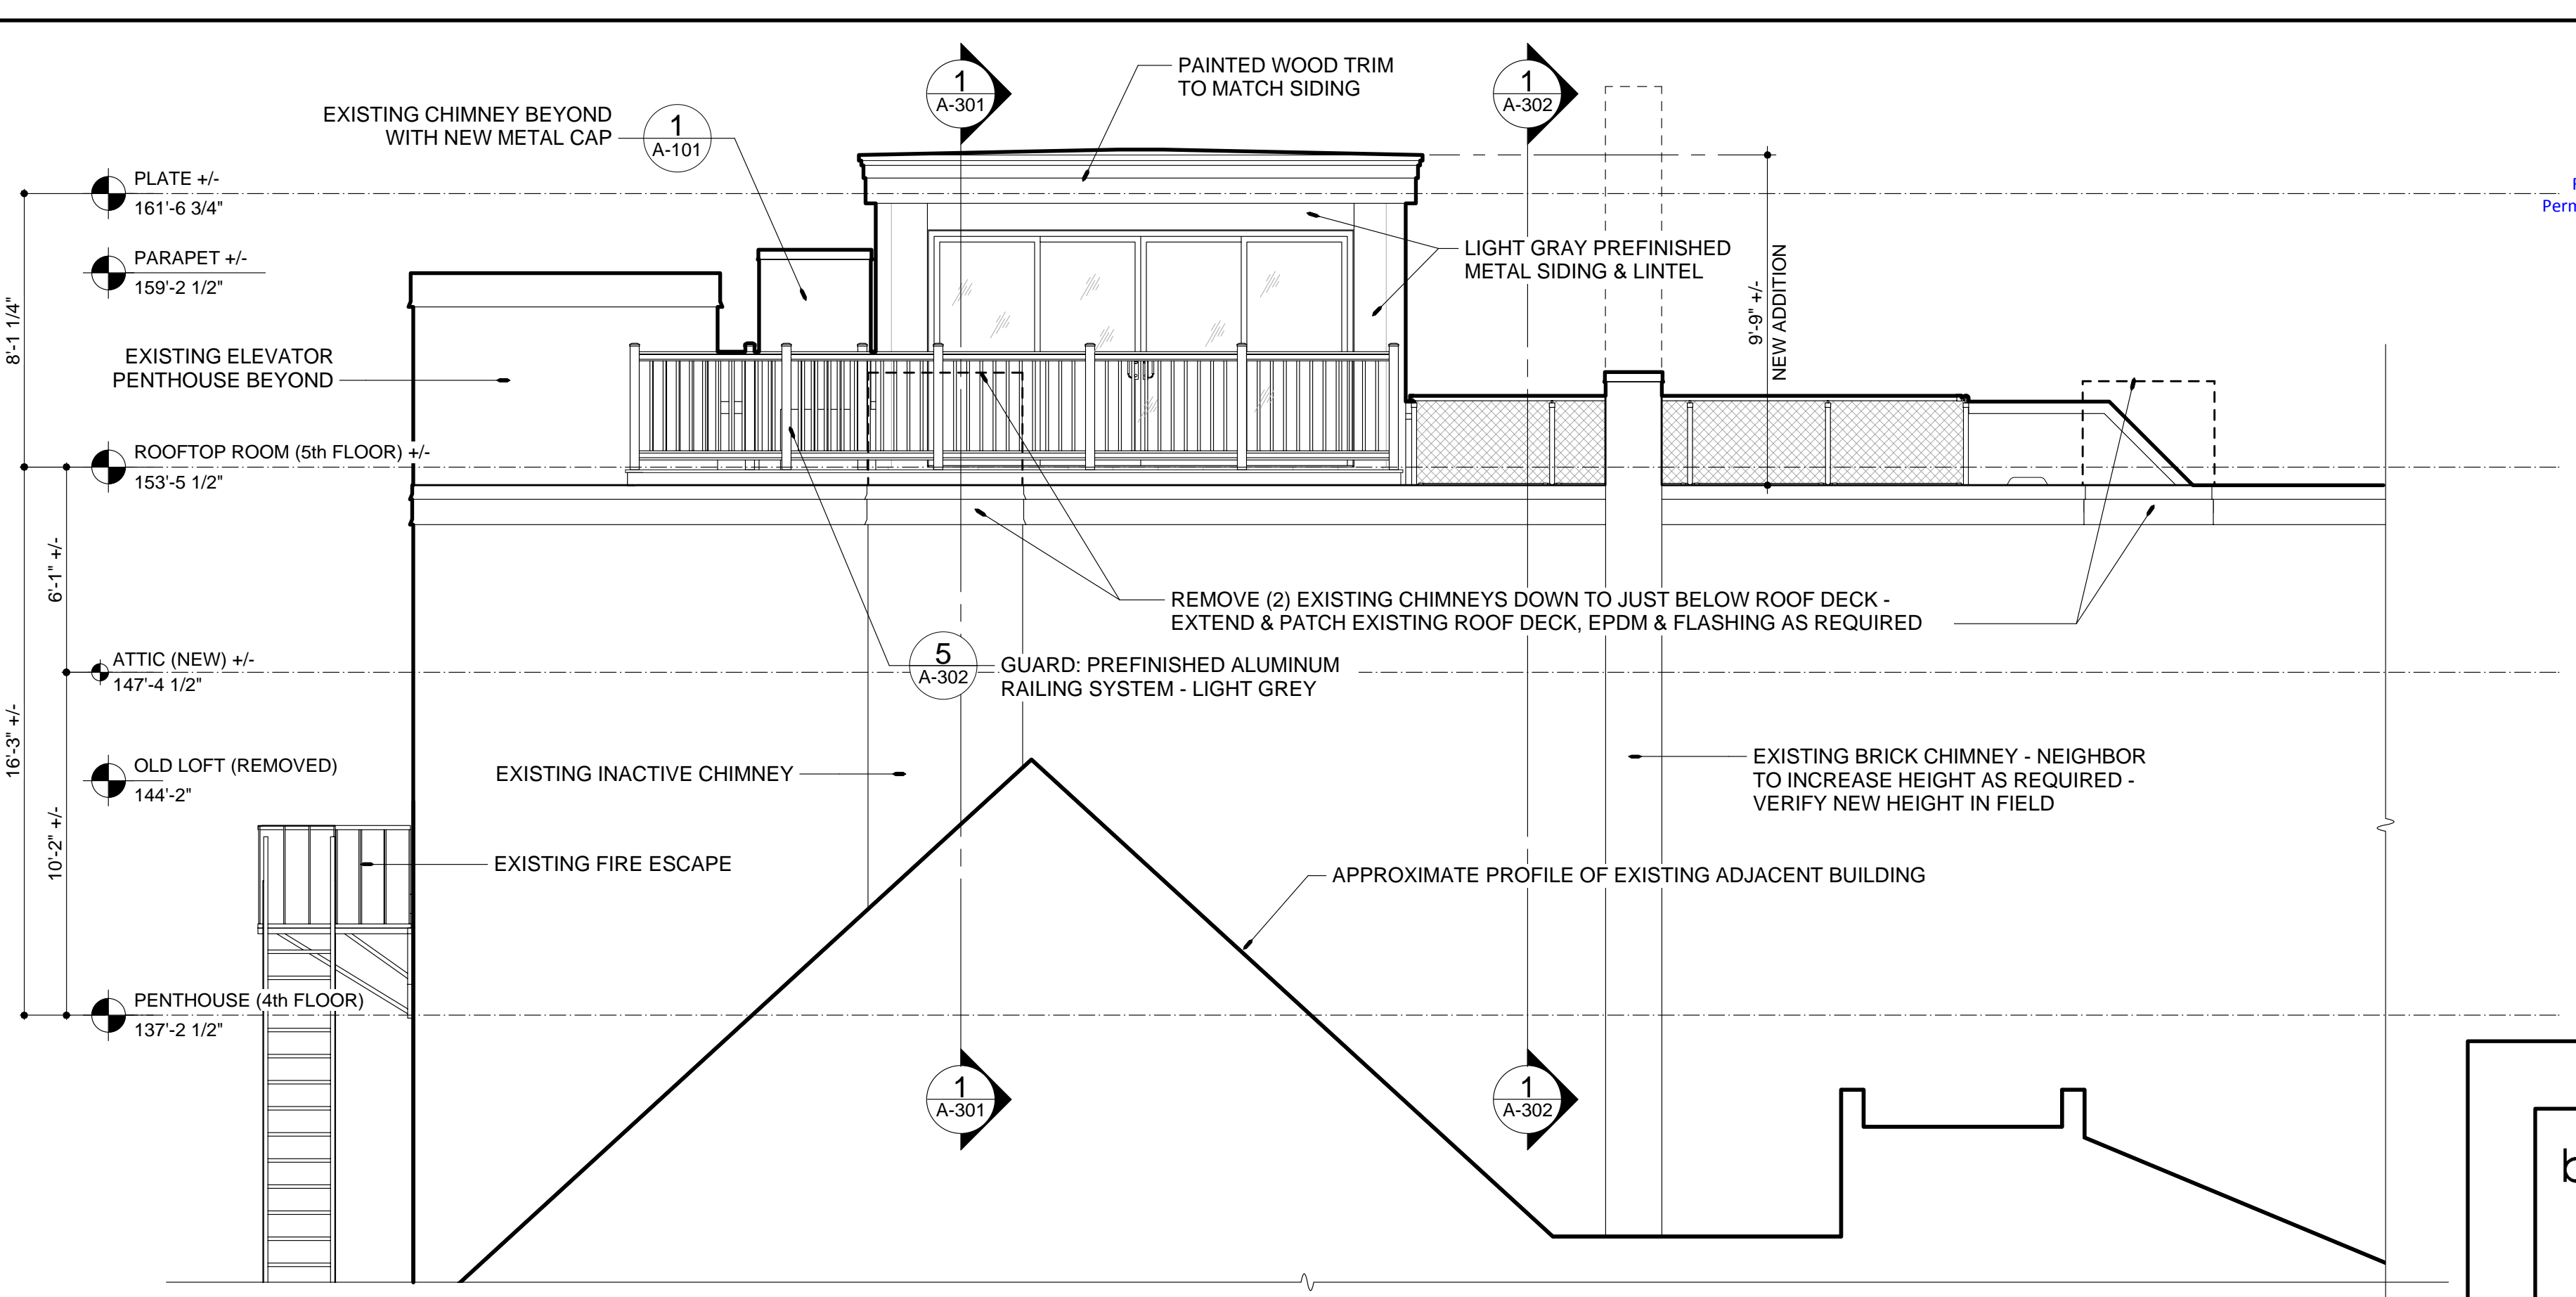 PAINTED WOOD TRIM
TO MATCH SIDING
1
A-301
1
A-302
EXISTING CHIMNEY BEYOND
WITH NEW METAL CAP
1
A-101
PLATE +/-
161'-6 3/4"
PARAPET +/-
159'-2 1/2"
LIGHT GRAY PREFINISHED
METAL SIDING & LINTEL
9'-9" +/-
NEW ADDITION
8'-1 1/4"
EXISTING ELEVATOR
PENTHOUSE BEYOND
ROOFTOP ROOM (5th FLOOR) +/-
153'-5 1/2"
6'-1" +/-
REMOVE (2) EXISTING CHIMNEYS DOWN TO JUST BELOW ROOF DECK -
EXTEND & PATCH EXISTING ROOF DECK, EPDM & FLASHING AS REQUIRED
ATTIC (NEW) +/-
147'-4 1/2"
5
A-302
GUARD: PREFINISHED ALUMINUM
RAILING SYSTEM - LIGHT GREY
16'-3" +/-
OLD LOFT (REMOVED)
144'-2"
EXISTING INACTIVE CHIMNEY
EXISTING BRICK CHIMNEY - NEIGHBOR
TO INCREASE HEIGHT AS REQUIRED -
VERIFY NEW HEIGHT IN FIELD
10'-2" +/-
EXISTING FIRE ESCAPE
APPROXIMATE PROFILE OF EXISTING ADJACENT BUILDING
PENTHOUSE (4th FLOOR)
137'-2 1/2"
1
A-301
1
A-302
Perm
b